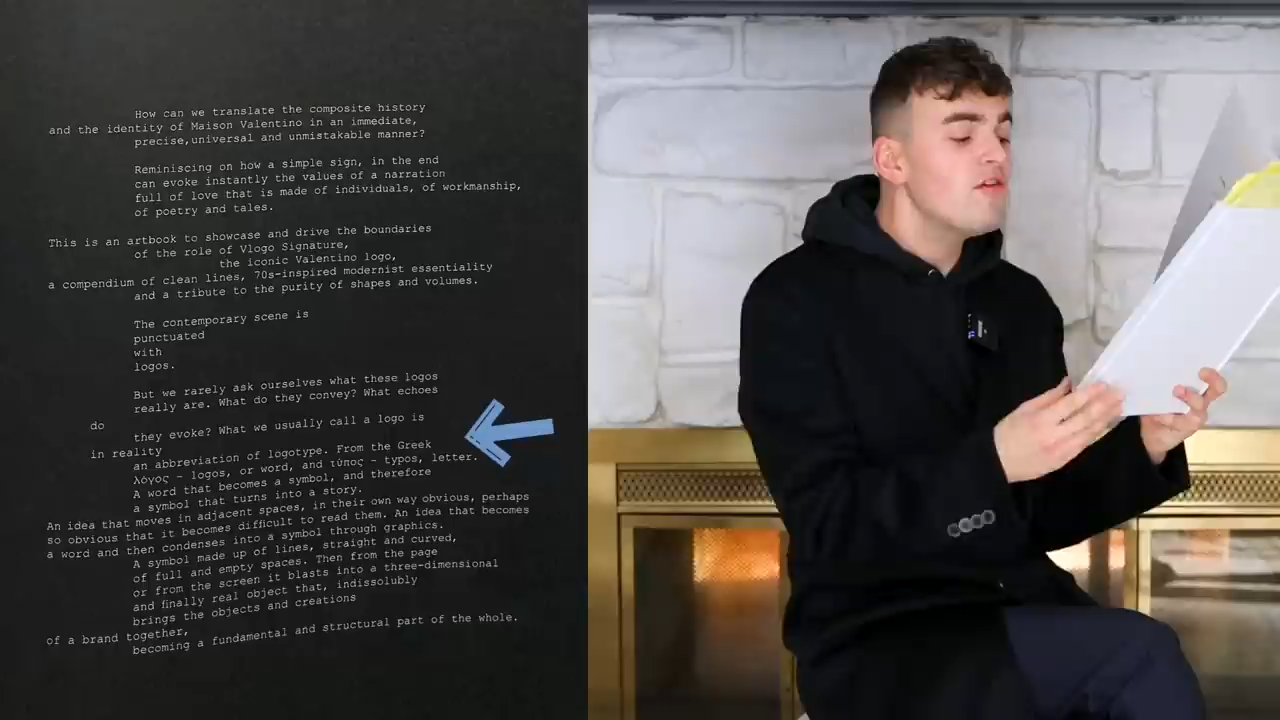 How can we translate the composite history
and the identity of Maison Valentino in an immediate,
precise,universal and unmistakable manner?
Reminiscing on how a simple sign, in the end
can evoke instantly the values of a narration
full of love that is made of individuals, of workmanship,
of poetry and tales.
This is an artbook to showcase and drive the boundaries
of the role of Vlogo Signature,
the iconic Valentino logo,
a compendium of clean lines, 70s-inspired modernist essentiality
and a tribute to the purity of shapes and volumes.
The contemporary scene is
punctuated
with
logos.
But we rarely ask ourselves what these logos
really are. What do they convey? What echoes
do
they evoke? What we usually call a logo is
in reality
an abbreviation of logotype. From the Greek
λόγος – logos, or word, and τύπος – typos, letter.
A word that becomes a symbol, and therefore
a symbol that turns into a story.
An idea that moves in adjacent spaces, in their own way obvious, perhaps
so obvious that it becomes difficult to read them. An idea that becomes
a word and then condenses into a symbol through graphics.
A symbol made up of lines, straight and curved,
of full and empty spaces. Then from the page
or from the screen it blasts into a three-dimensional
and finally real object that, indissolubly
brings the objects and creations
of a brand together,
becoming a fundamental and structural part of the whole.